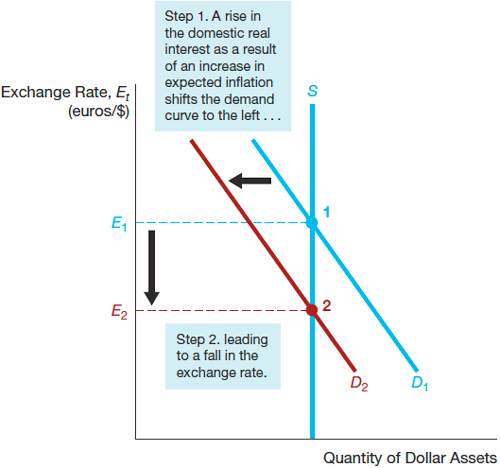 Step 1. A rise in
the domestic real
interest as a result
of an increase in
expected inflation
shifts the demand
curve to the left . . .
Exchange Rate, Et
(euros/$)
S
1
E1
E2
2
Step 2. leading
to a fall in the
exchange rate.
D2
D1
Quantity of Dollar Assets